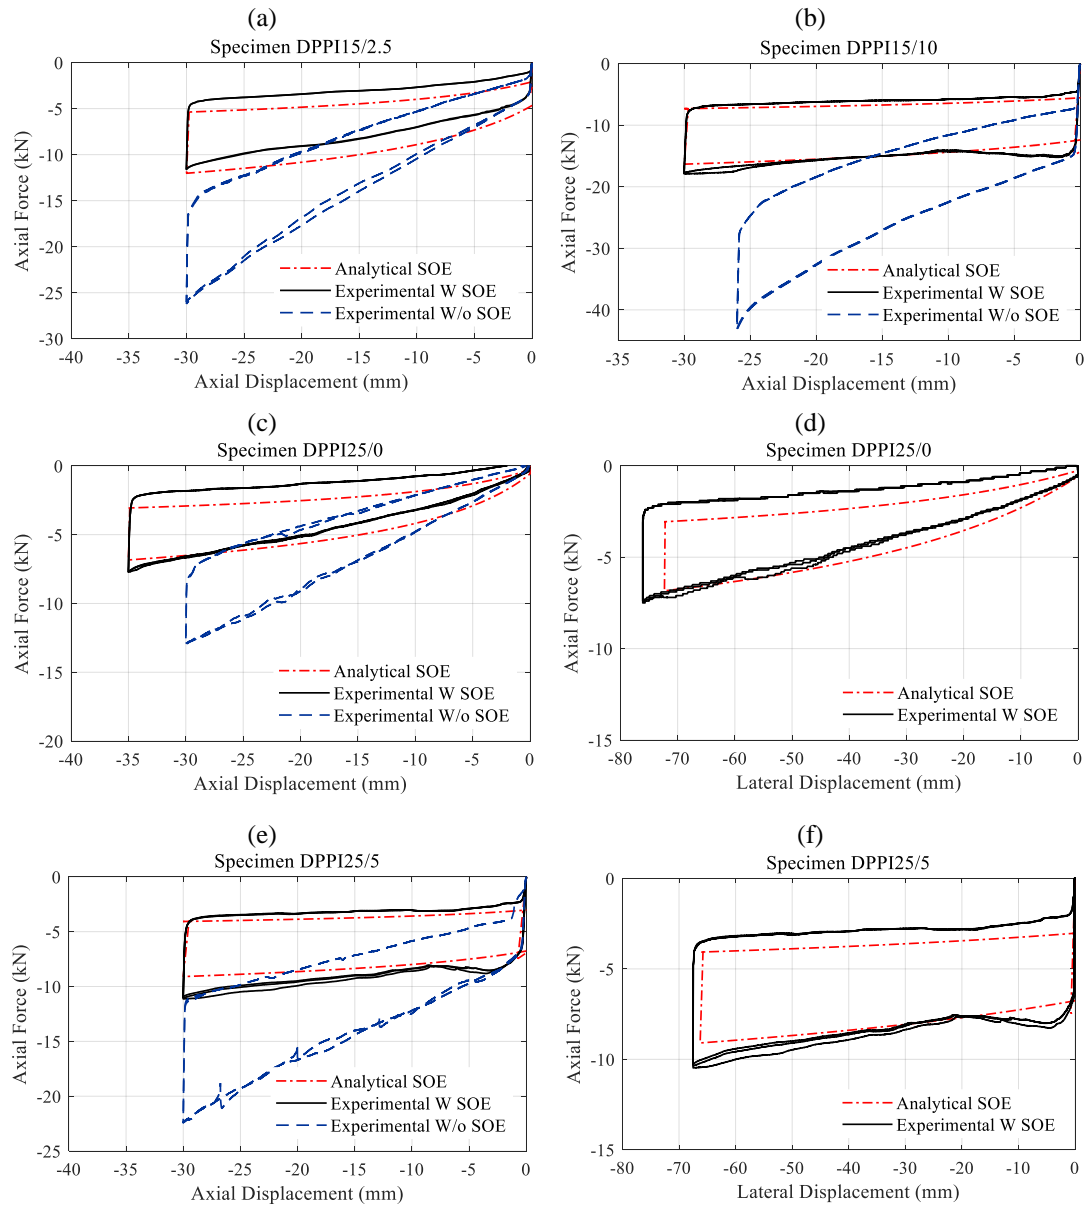 (a)
Specimen DPPI15/2.5
0
-5
-10
-15
-20
-25
-30
Axial Force (kN)
Analytical SOE
Experimental W SOE
Experimental W/o SOE
-40 -35 -30 -25 -20 -15 -10 -5 0
Axial Displacement (mm)
(b)
Specimen DPPI15/10
0
-10
-20
-30
-40
Axial Force (kN)
Analytical SOE
Experimental W SOE
Experimental W/o SOE
-35 -30 -25 -20 -15 -10 -5 0
Axial Displacement (mm)
(c)
Specimen DPPI25/0
0
-5
-10
-15
-20
Axial Force (kN)
Analytical SOE
Experimental W SOE
Experimental W/o SOE
-40 -35 -30 -25 -20 -15 -10 -5 0
Axial Displacement (mm)
(d)
Specimen DPPI25/0
0
-5
-10
-15
Axial Force (kN)
Analytical SOE
Experimental W SOE
-80 -70 -60 -50 -40 -30 -20 -10 0
Lateral Displacement (mm)
(e)
Specimen DPPI25/5
0
-5
-10
-15
-20
-25
Axial Force (kN)
Analytical SOE
Experimental W SOE
Experimental W/o SOE
-40 -35 -30 -25 -20 -15 -10 -5 0
Axial Displacement (mm)
(f)
Specimen DPPI25/5
0
-5
-10
-15
Axial Force (kN)
Analytical SOE
Experimental W SOE
-80 -70 -60 -50 -40 -30 -20 -10 0
Lateral Displacement (mm)